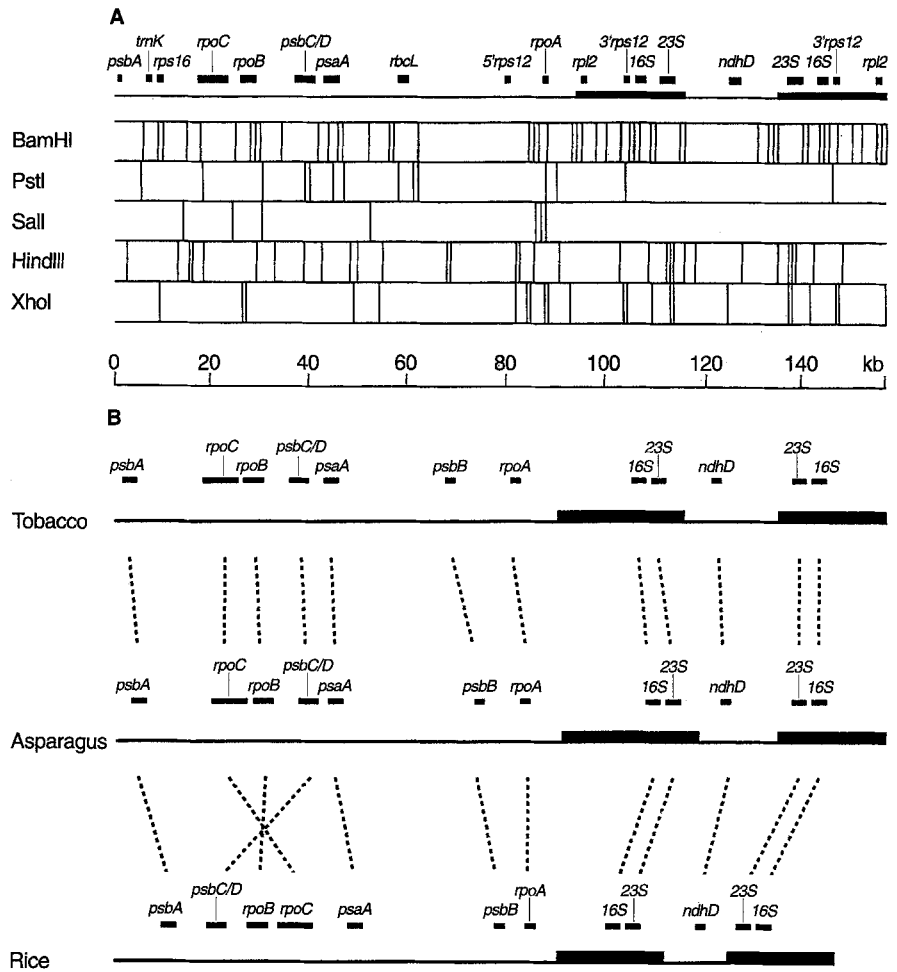 A
trnK rpoC psbC/D rpoA 3'rps12 23S 3'rps12
psbA rps16 rpoB psaA rbcL 5'rps12 rpl2 16S ndhD 23S 16S rpl2
BamHI
PstI
SalI
HindIII
XhoI
0 20 40 60 80 100 120 140 kb
B
rpoC psbC/D 23S 23S
psbA rpoB psaA psbB rpoA 16S ndhD 16S
Tobacco
rpoC psbC/D 23S 23S
psbA rpoB psaA psbB rpoA 16S ndhD 16S
Asparagus
psbC/D rpoA 23S 23S
psbA rpoB rpoC psaA psbB 16S ndhD 16S
Rice